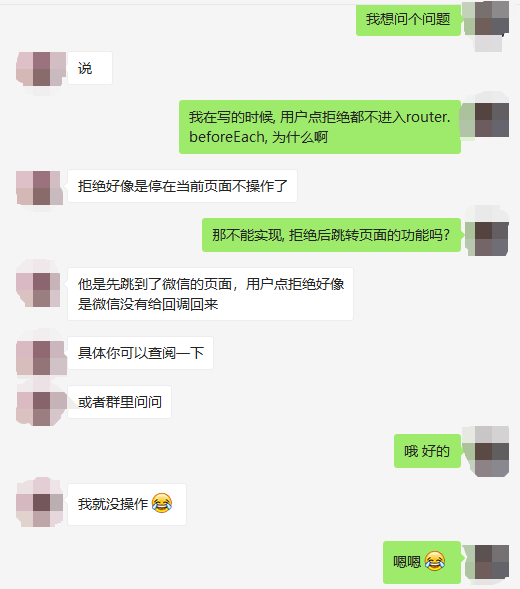 我想问个问题
说
我在写的时候, 用户点拒绝都不进入router.
beforeEach, 为什么啊
拒绝好像是停在当前页面不操作了
那不能实现, 拒绝后跳转页面的功能吗?
他是先跳到了微信的页面，用户点拒绝好像
是微信没有给回调回来
具体你可以查阅一下
或者群里问问
哦 好的
我就没操作😂
嗯嗯😂